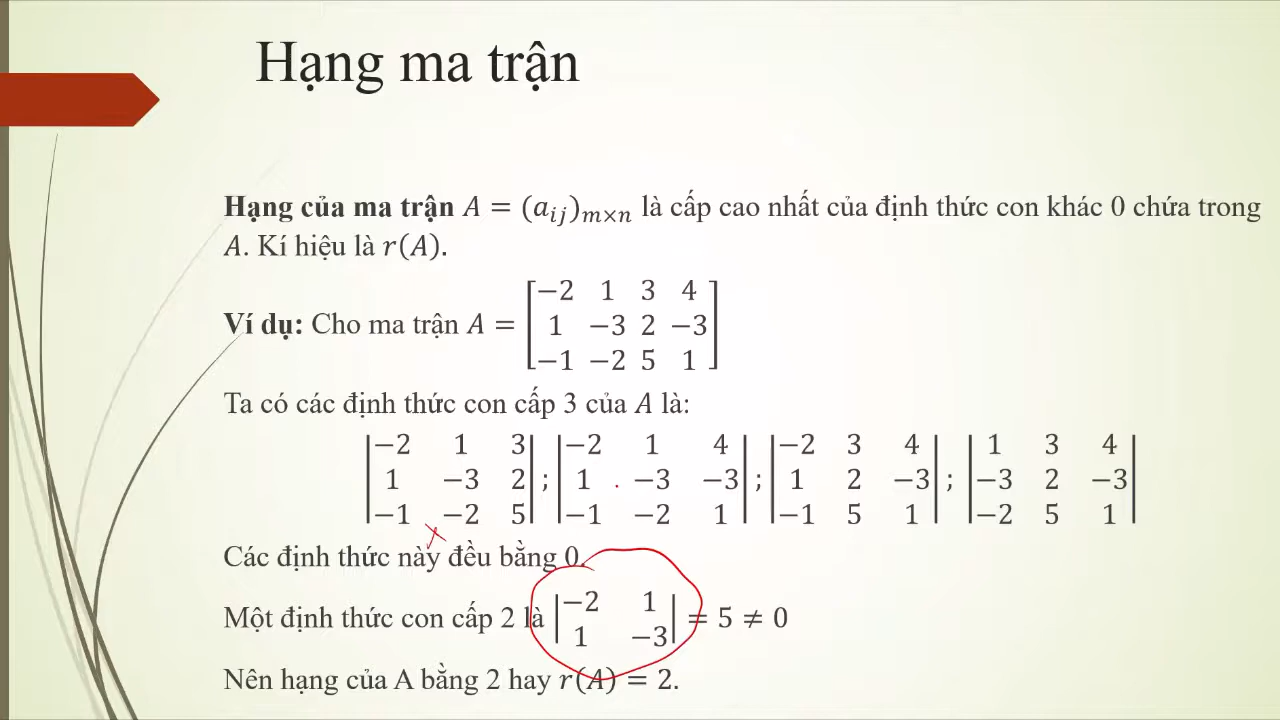 Hạng ma trận
Hạng của ma trận A = (aᵢⱼ)ₘₓₙ là cấp cao nhất của định thức con khác 0 chứa trong
A. Kí hiệu là r(A).
Ví dụ: Cho ma trận A = [−2 1 3 4
1 −3 2 −3
−1 −2 5 1]
Ta có các định thức con cấp 3 của A là:
|−2 1 3| ; |−2 1 4| ; |−2 3 4| ; |1 3 4|
|1 −3 2| ; |1 −3 −3| ; |1 2 −3| ; |−3 2 −3|
|−1 −2 5| ; |−1 −2 1| ; |−1 5 1| ; |−2 5 1|
Các định thức này đều bằng 0.
Một định thức con cấp 2 là |−2 1
1 −3| = 5 ≠ 0
Nên hạng của A bằng 2 hay r(A) = 2.